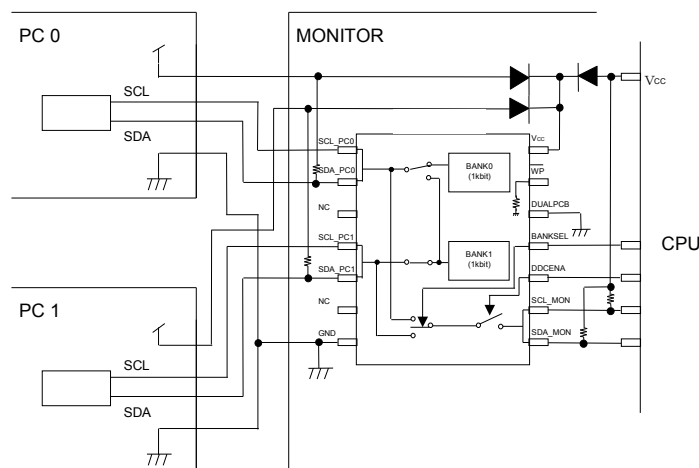 PC 0
MONITOR
SCL
SDA
Vcc
SCL_PC0
SDA_PC0
NC
SCL_PC1
SDA_PC1
NC
GND
BANK0
(1kbit)
BANK1
(1kbit)
Vcc
WP
DUALPCB
BANKSEL
DDCENA
SCL_MON
SDA_MON
CPU
PC 1
SCL
SDA